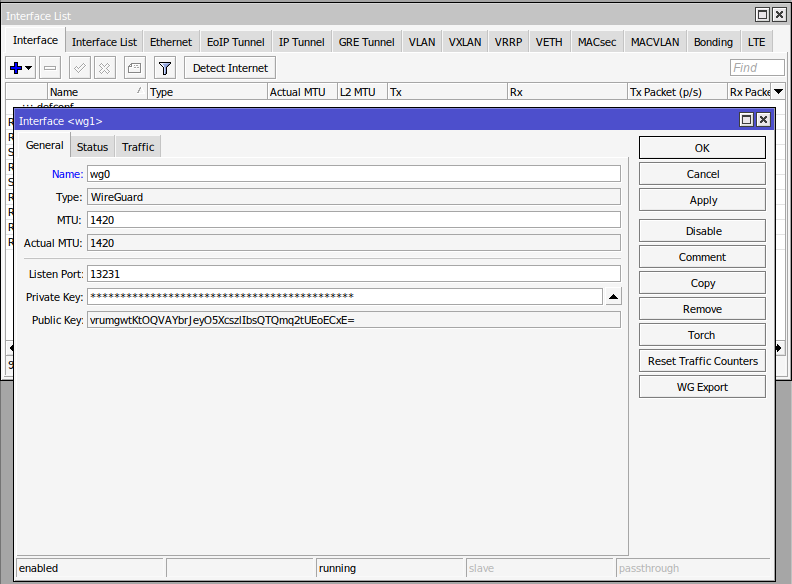 Interface List
Interface Interface List Ethernet EoIP Tunnel IP Tunnel GRE Tunnel VLAN VXLAN VRRP VETH MACsec MACVLAN Bonding LTE
Detect Internet Find
Name / Type Actual MTU L2 MTU Tx Rx Tx Packet (p/s) Rx Packe
Interface <wg1>
General Status Traffic
Name: wg0
Type: WireGuard
MTU: 1420
Actual MTU: 1420
Listen Port: 13231
Private Key: ********************************************
Public Key:
OK
Cancel
Apply
Disable
Comment
Copy
Remove
Torch
Reset Traffic Counters
WG Export
enabled running slave passthrough